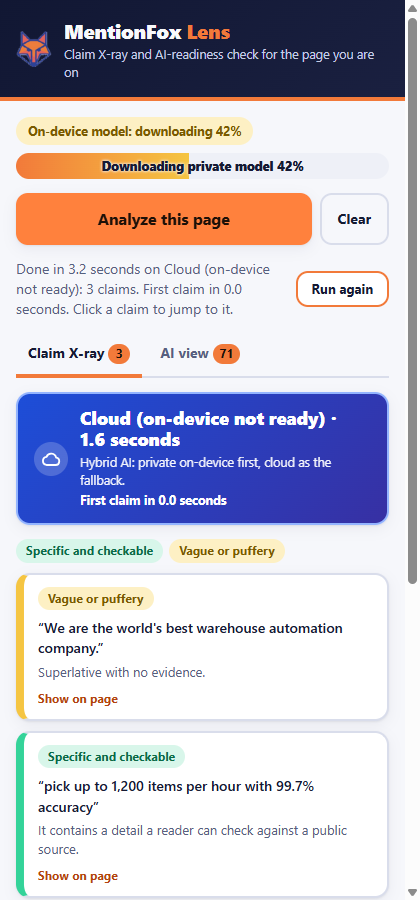 MentionFox Lens
Claim X-ray and AI-readiness check for the page you are
on
On-device model: downloading 42%
Downloading private model 42%
Analyze this page
Clear
Done in 3.2 seconds on Cloud (on-device
not ready): 3 claims. First claim in 0.0
seconds. Click a claim to jump to it.
Run again
Claim X-ray 3
AI view 71
Cloud (on-device not ready) ·
1.6 seconds
Hybrid AI: private on-device first, cloud as the
fallback.
First claim in 0.0 seconds
Specific and checkable
Vague or puffery
Vague or puffery
“We are the world's best warehouse automation
company.”
Superlative with no evidence.
Show on page
Specific and checkable
“pick up to 1,200 items per hour with 99.7%
accuracy”
It contains a detail a reader can check against a public
source.
Show on page